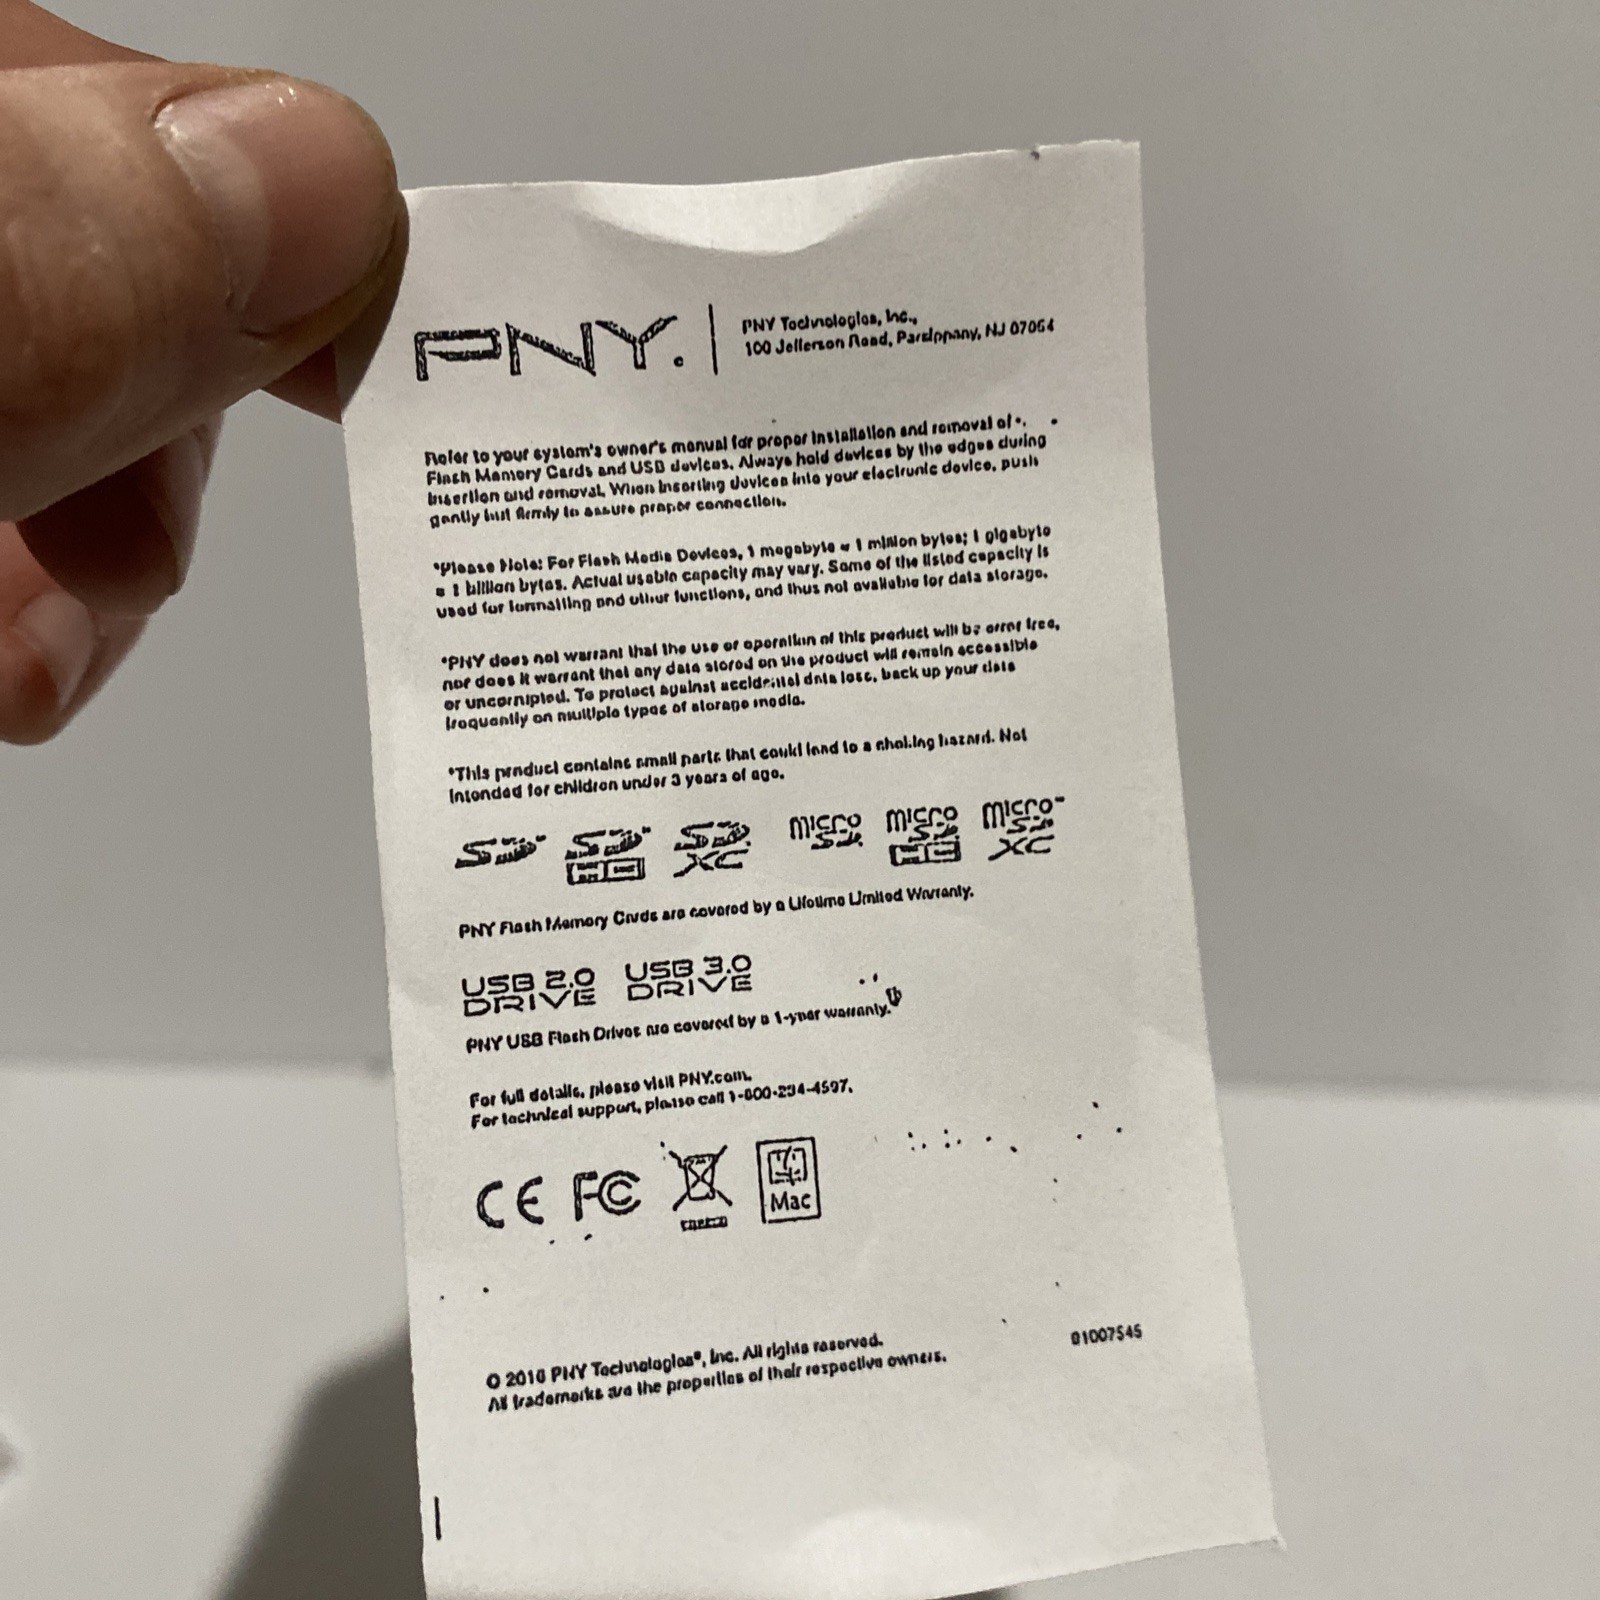 PNY. PNY Technologies, Inc.,
100 Jefferson Road, Parsippany, NJ 07054
Refer to your system's owner's manual for proper installation and removal of
Flash Memory Cards and USB devices. Always hold devices by the edges during
insertion and removal. When inserting devices into your electronic device, push
gently but firmly to assure proper connection.
*Please Note: For Flash Media Devices, 1 megabyte = 1 million bytes; 1 gigabyte
= 1 billion bytes. Actual usable capacity may vary. Some of the listed capacity is
used for formatting and other functions, and thus not available for data storage.
*PNY does not warrant that the use or operation of this product will be error free,
nor does it warrant that any data stored on the product will remain accessible
or uncorrupted. To protect against accidental data loss, back up your data
frequently on multiple types of storage media.
*This product contains small parts that could lead to a choking hazard. Not
intended for children under 3 years of age.
SD™ SD™ HC SD XC micro SD micro SD HC micro™ SD XC
PNY Flash Memory Cards are covered by a Lifetime Limited Warranty.
USB 2.0 DRIVE USB 3.0 DRIVE
PNY USB Flash Drives are covered by a 1-year warranty.
For full details, please visit PNY.com.
For technical support, please call 1-800-234-4597.
CE FC Mac
© 2016 PNY Technologies®, Inc. All rights reserved.
All trademarks are the properties of their respective owners.
01007545